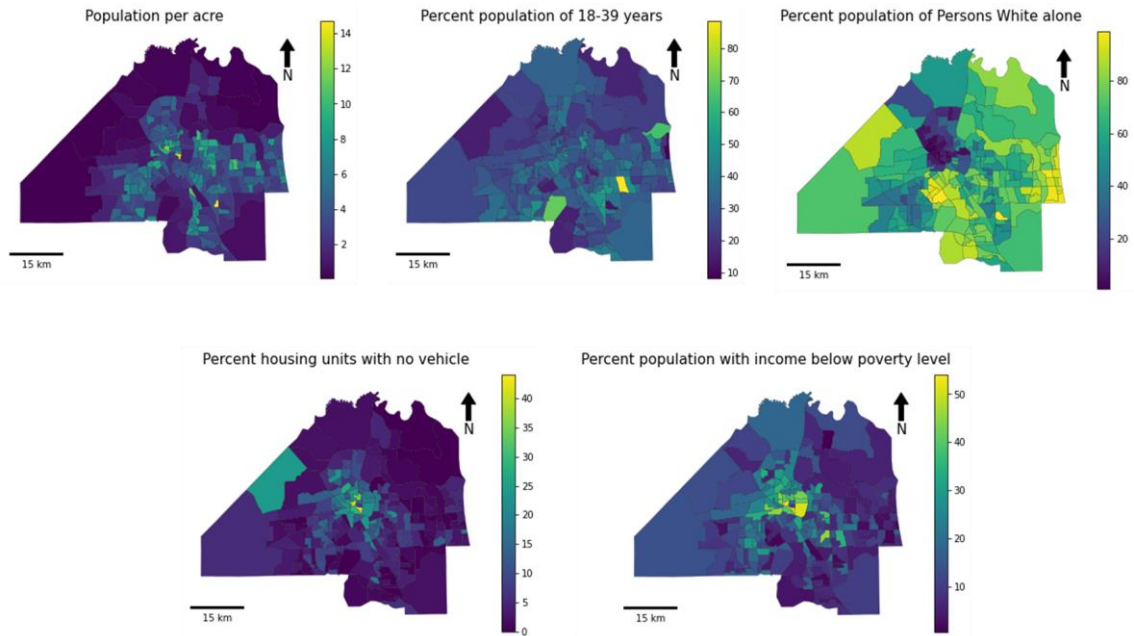 Population per acre
N
14
12
10
8
6
4
2
15 km
Percent population of 18-39 years
N
80
70
60
50
40
30
20
10
15 km
Percent population of Persons White alone
N
80
60
40
20
15 km
Percent housing units with no vehicle
N
40
35
30
25
20
15
10
5
0
15 km
Percent population with income below poverty level
N
50
40
30
20
10
15 km